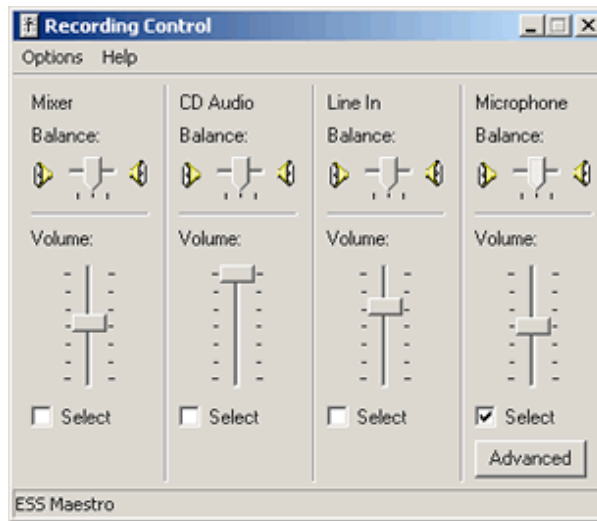 Recording Control
Options Help
Mixer CD Audio Line In Microphone
Balance: Balance: Balance: Balance:
Volume: Volume: Volume: Volume:
Select Select Select Select
Advanced
ESS Maestro